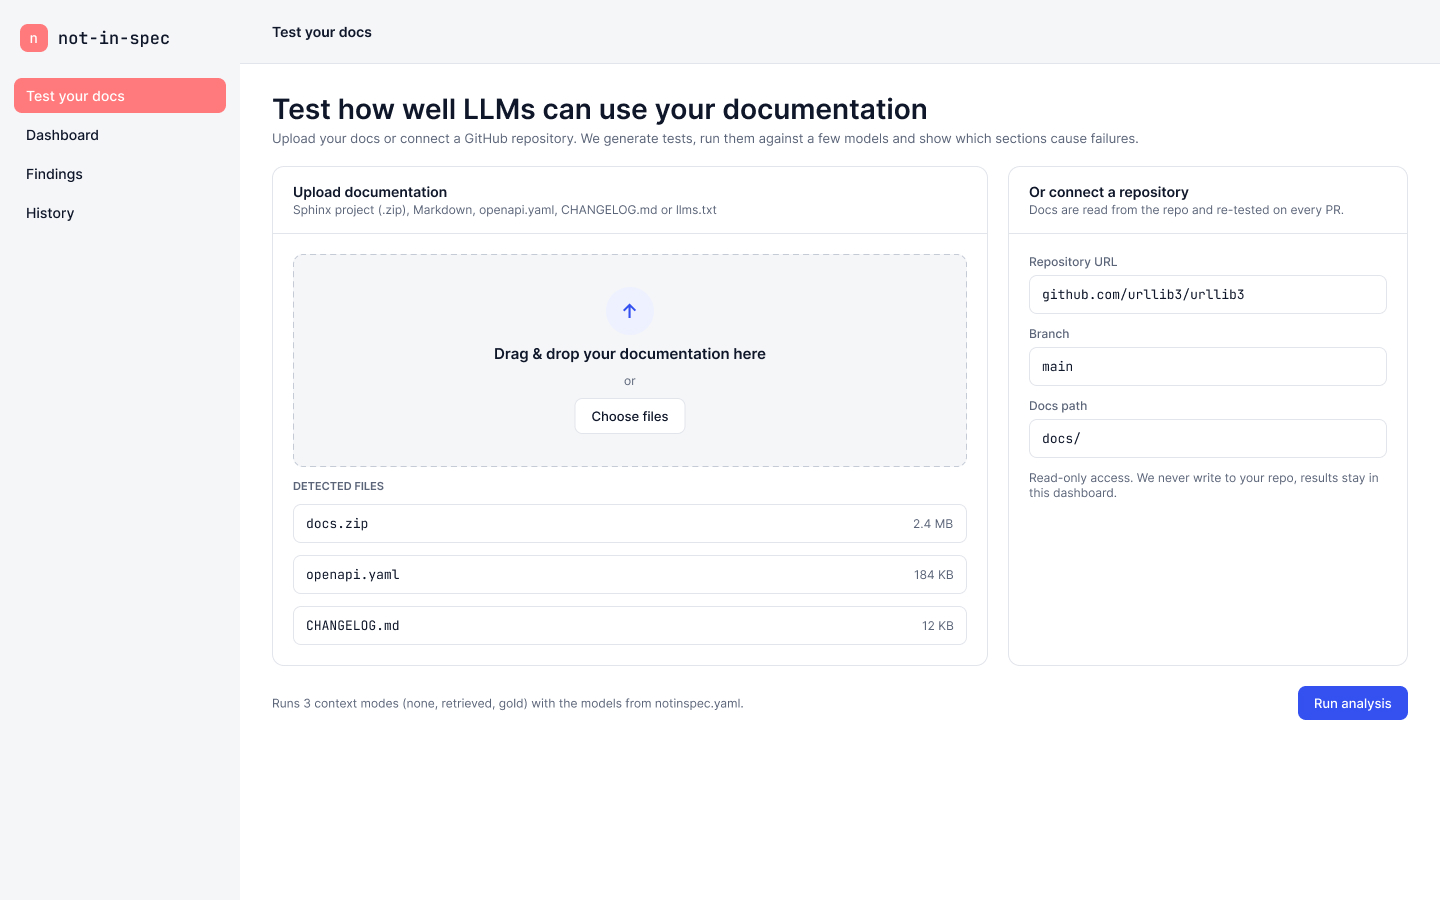 n
not-in-spec
Test your docs
Dashboard
Findings
History
Test your docs
Test how well LLMs can use your documentation
Upload your docs or connect a GitHub repository. We generate tests, run them against a few models and show which sections cause failures.
Upload documentation
Sphinx project (.zip), Markdown, openapi.yaml, CHANGELOG.md or llms.txt
Drag & drop your documentation here
or
Choose files
DETECTED FILES
docs.zip 2.4 MB
openapi.yaml 184 KB
CHANGELOG.md 12 KB
Or connect a repository
Docs are read from the repo and re-tested on every PR.
Repository URL
github.com/urllib3/urllib3
Branch
main
Docs path
docs/
Read-only access. We never write to your repo, results stay in
this dashboard.
Runs 3 context modes (none, retrieved, gold) with the models from notinspec.yaml.
Run analysis